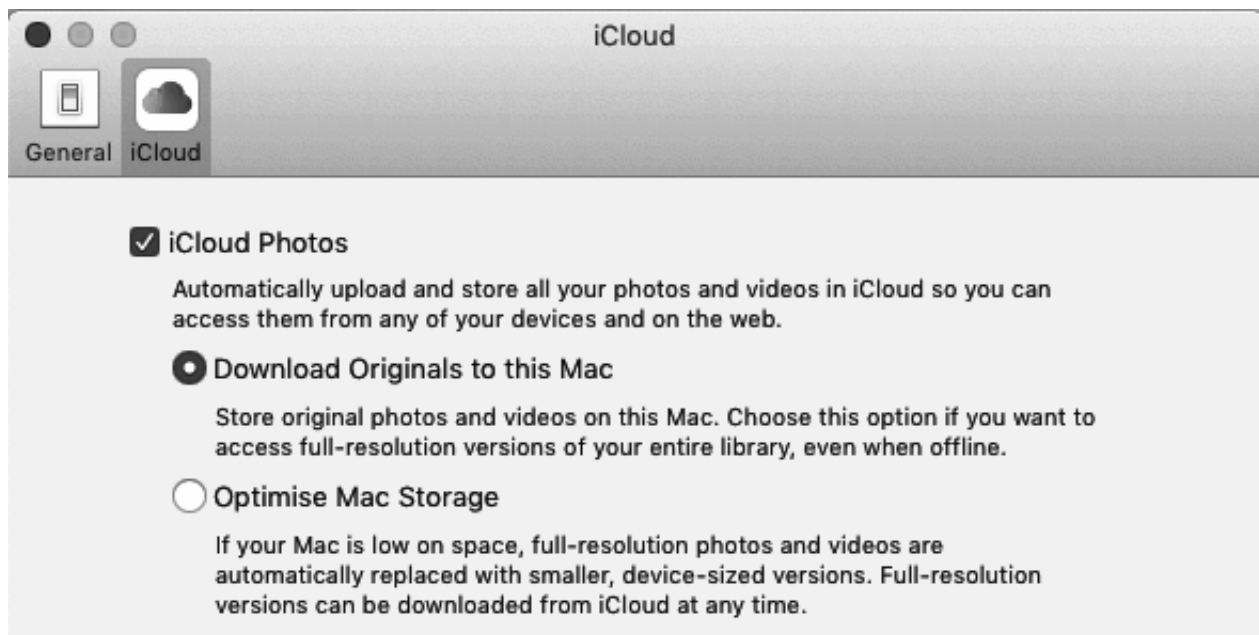 iCloud
General iCloud
iCloud Photos
Automatically upload and store all your photos and videos in iCloud so you can
access them from any of your devices and on the web.
Download Originals to this Mac
Store original photos and videos on this Mac. Choose this option if you want to
access full-resolution versions of your entire library, even when offline.
Optimise Mac Storage
If your Mac is low on space, full-resolution photos and videos are
automatically replaced with smaller, device-sized versions. Full-resolution
versions can be downloaded from iCloud at any time.